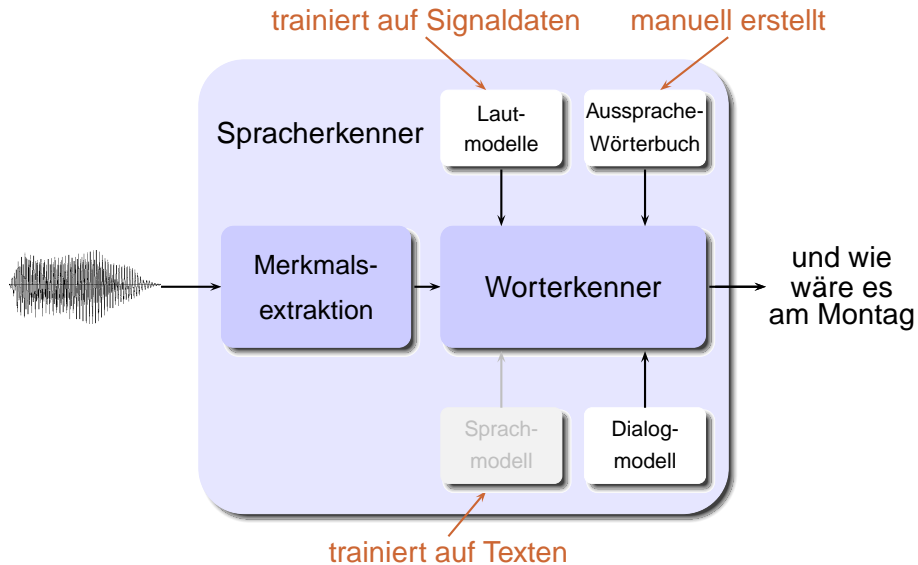 trainiert auf Signaldaten
manuell erstellt
Spracherkenner
Laut-
modelle
Aussprache-
Wörterbuch
Merkmals-
extraktion
Worterkenner
und wie
wäre es
am Montag
Sprach-
modell
Dialog-
modell
trainiert auf Texten